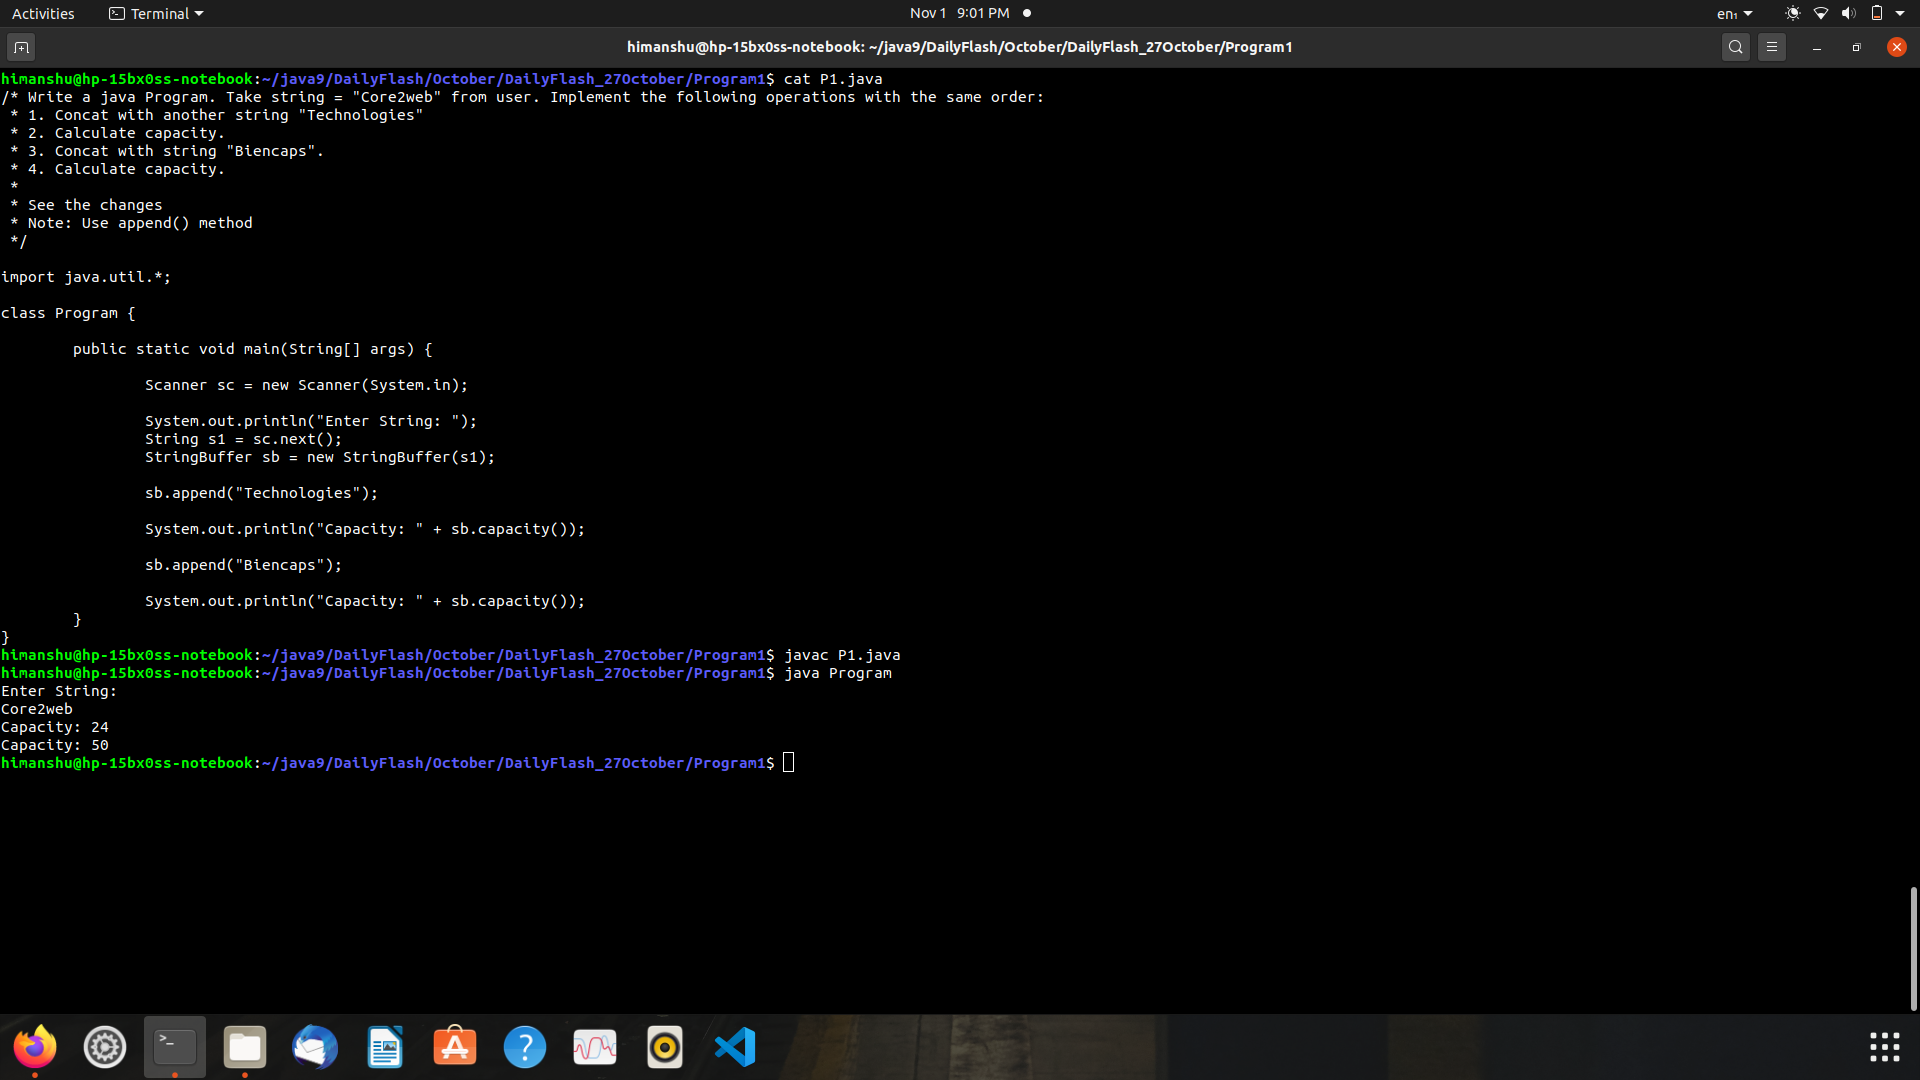 Activities Terminal Nov 1 9:01 PM en₁
himanshu@hp-15bx0ss-notebook: ~/java9/DailyFlash/October/DailyFlash_27October/Program1
himanshu@hp-15bx0ss-notebook:~/java9/DailyFlash/October/DailyFlash_27October/Program1$ cat P1.java
/* Write a java Program. Take string = "Core2web" from user. Implement the following operations with the same order:
 * 1. Concat with another string "Technologies"
 * 2. Calculate capacity.
 * 3. Concat with string "Biencaps".
 * 4. Calculate capacity.
 *
 * See the changes
 * Note: Use append() method
 */
import java.util.*;
class Program {
        public static void main(String[] args) {
                Scanner sc = new Scanner(System.in);
                System.out.println("Enter String: ");
                String s1 = sc.next();
                StringBuffer sb = new StringBuffer(s1);
                sb.append("Technologies");
                System.out.println("Capacity: " + sb.capacity());
                sb.append("Biencaps");
                System.out.println("Capacity: " + sb.capacity());
        }
}
himanshu@hp-15bx0ss-notebook:~/java9/DailyFlash/October/DailyFlash_27October/Program1$ javac P1.java
himanshu@hp-15bx0ss-notebook:~/java9/DailyFlash/October/DailyFlash_27October/Program1$ java Program
Enter String:
Core2web
Capacity: 24
Capacity: 50
himanshu@hp-15bx0ss-notebook:~/java9/DailyFlash/October/DailyFlash_27October/Program1$